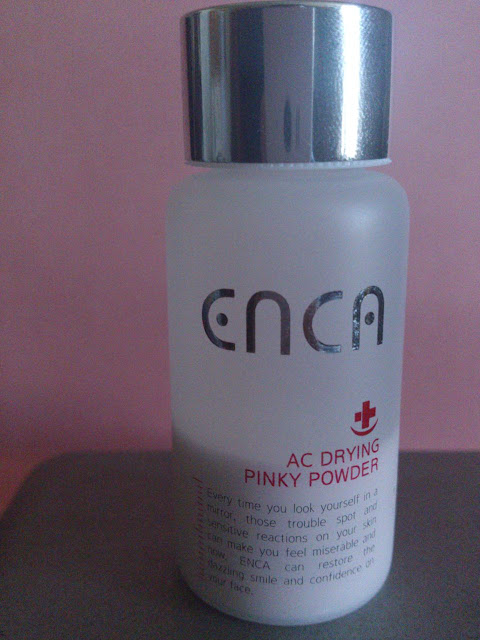 ENCA
AC DRYING
PINKY POWDER
Every time you look yourself in a
mirror, those trouble spot and
sensitive reactions on your skin
can make you feel miserable and
now, ENCA can restore the
dazzling smile and confidence on
your face.